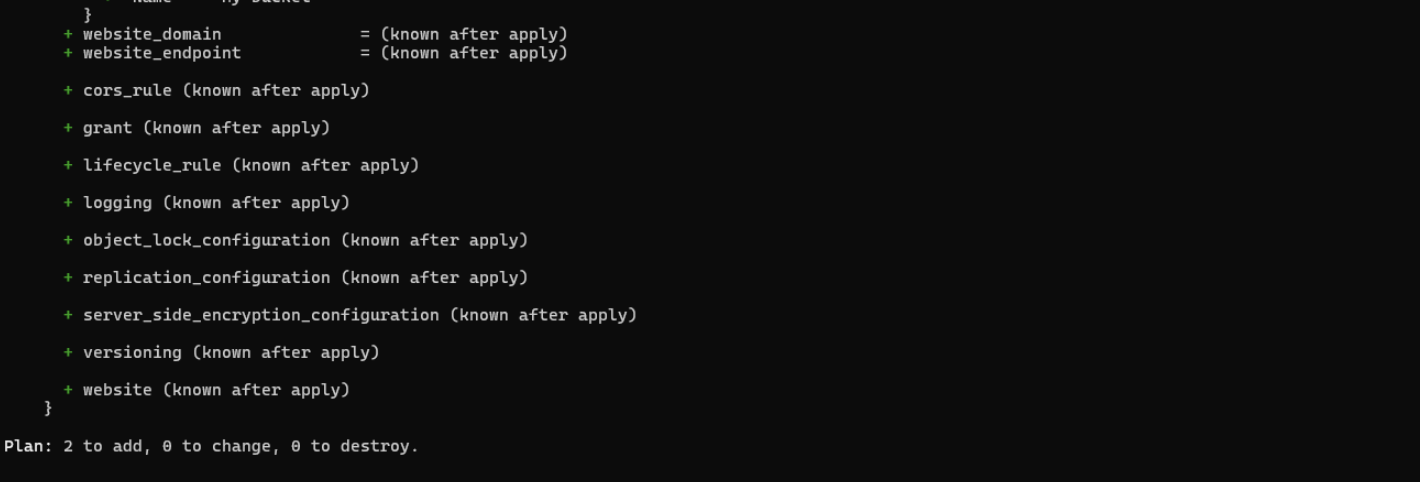 }
+ website_domain              = (known after apply)
+ website_endpoint            = (known after apply)
+ cors_rule (known after apply)
+ grant (known after apply)
+ lifecycle_rule (known after apply)
+ logging (known after apply)
+ object_lock_configuration (known after apply)
+ replication_configuration (known after apply)
+ server_side_encryption_configuration (known after apply)
+ versioning (known after apply)
+ website (known after apply)
}
Plan: 2 to add, 0 to change, 0 to destroy.